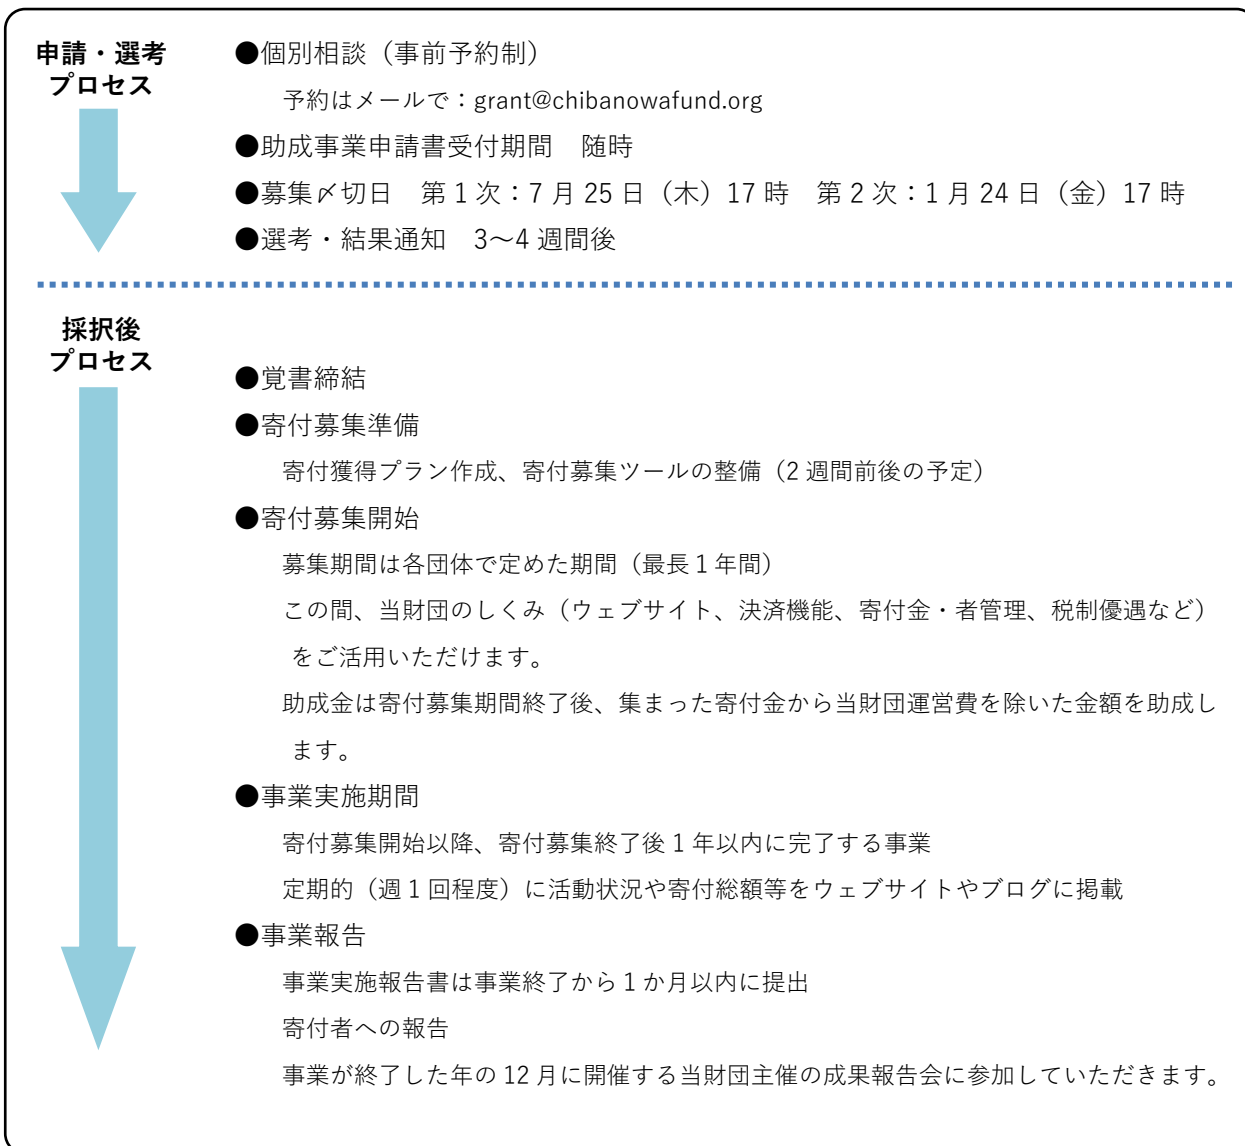 申請・選考
プロセス
●個別相談（事前予約制）
予約はメールで：grant@chibanowafund.org
●助成事業申請書受付期間　随時
●募集〆切日　第１次：7 月 25 日（木）17 時　第２次：1 月 24 日（金）17 時
●選考・結果通知　3～4 週間後
採択後
プロセス
●覚書締結
●寄付募集準備
寄付獲得プラン作成、寄付募集ツールの整備（2 週間前後の予定）
●寄付募集開始
募集期間は各団体で定めた期間（最長１年間）
この間、当財団のしくみ（ウェブサイト、決済機能、寄付金・者管理、税制優遇など）
をご活用いただけます。
助成金は寄付募集期間終了後、集まった寄付金から当財団運営費を除いた金額を助成し
ます。
●事業実施期間
寄付募集開始以降、寄付募集終了後１年以内に完了する事業
定期的（週１回程度）に活動状況や寄付総額等をウェブサイトやブログに掲載
●事業報告
事業実施報告書は事業終了から１か月以内に提出
寄付者への報告
事業が終了した年の 12 月に開催する当財団主催の成果報告会に参加していただきます。